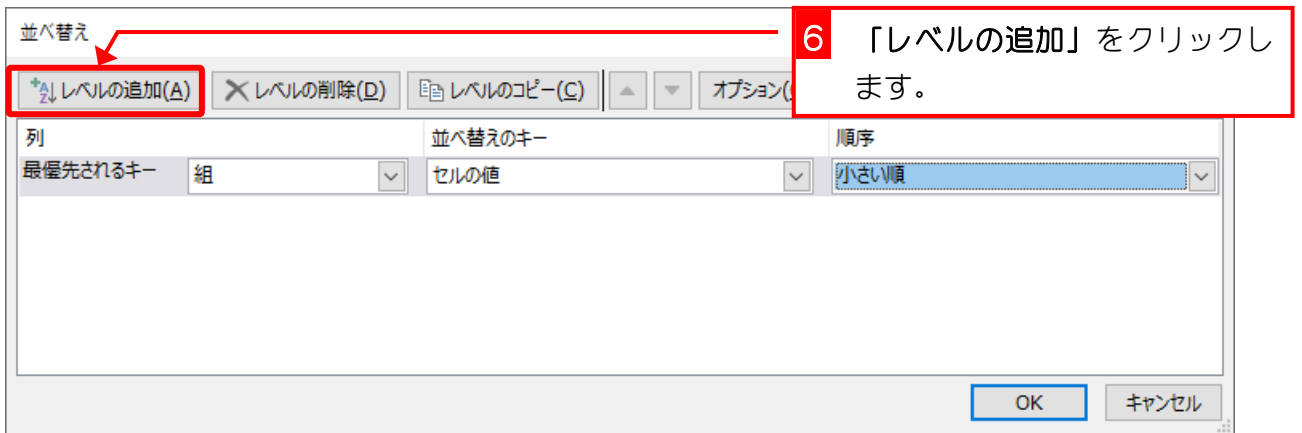 並べ替え
6 「レベルの追加」をクリックし
ます。
レベルの追加(A) レベルの削除(D) レベルのコピー(C) オプション(
列 並べ替えのキー 順序
最優先されるキー 組 セルの値 小さい順
OK キャンセル